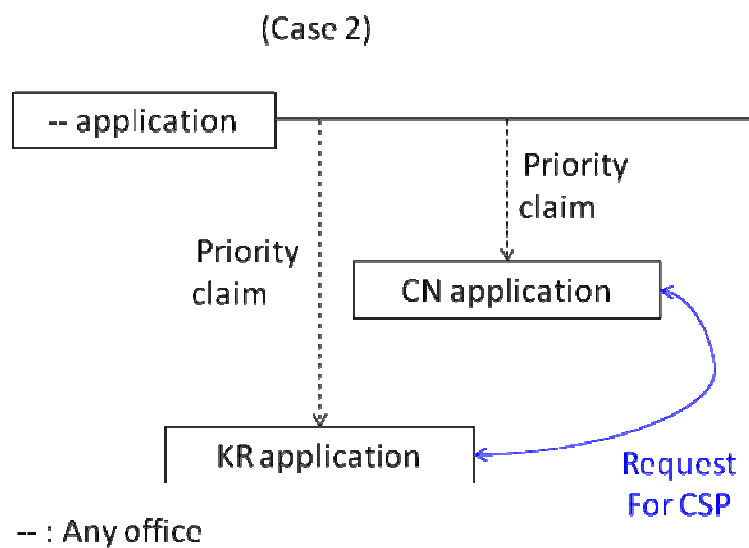 (Case 2)
-- application
Priority
claim
Priority
claim
CN application
KR application
Request
For CSP
-- : Any office